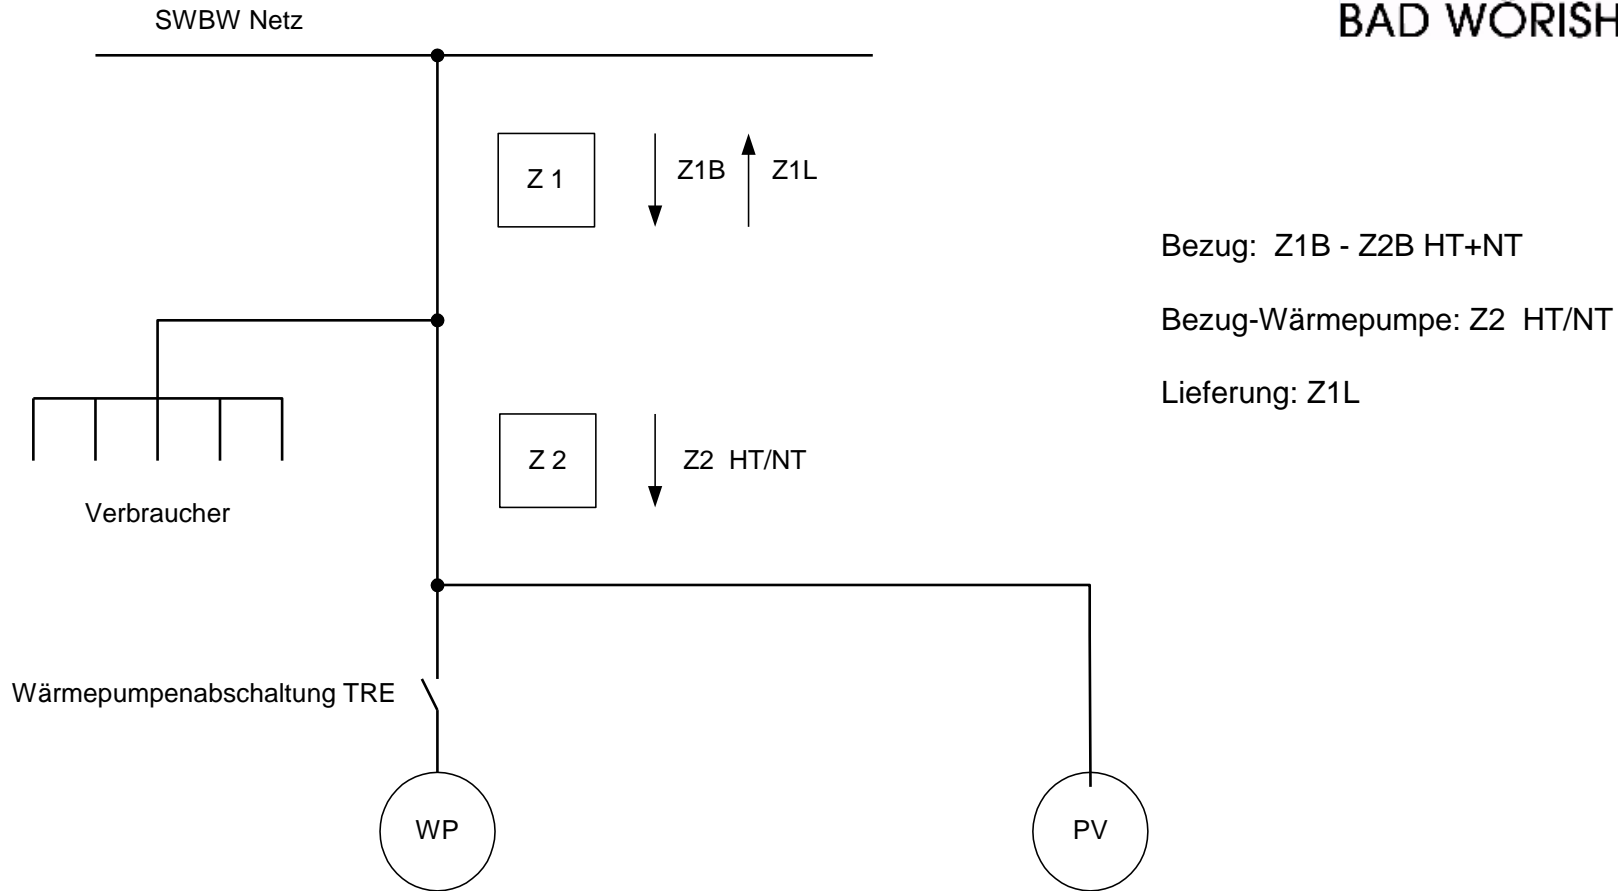 SWBW Netz
BAD WÖRISH
Z 1
Z1B
Z1L
Bezug: Z1B - Z2B HT+NT
Bezug-Wärmepumpe: Z2 HT/NT
Lieferung: Z1L
Z 2
Z2 HT/NT
Verbraucher
Wärmepumpenabschaltung TRE
WP
PV